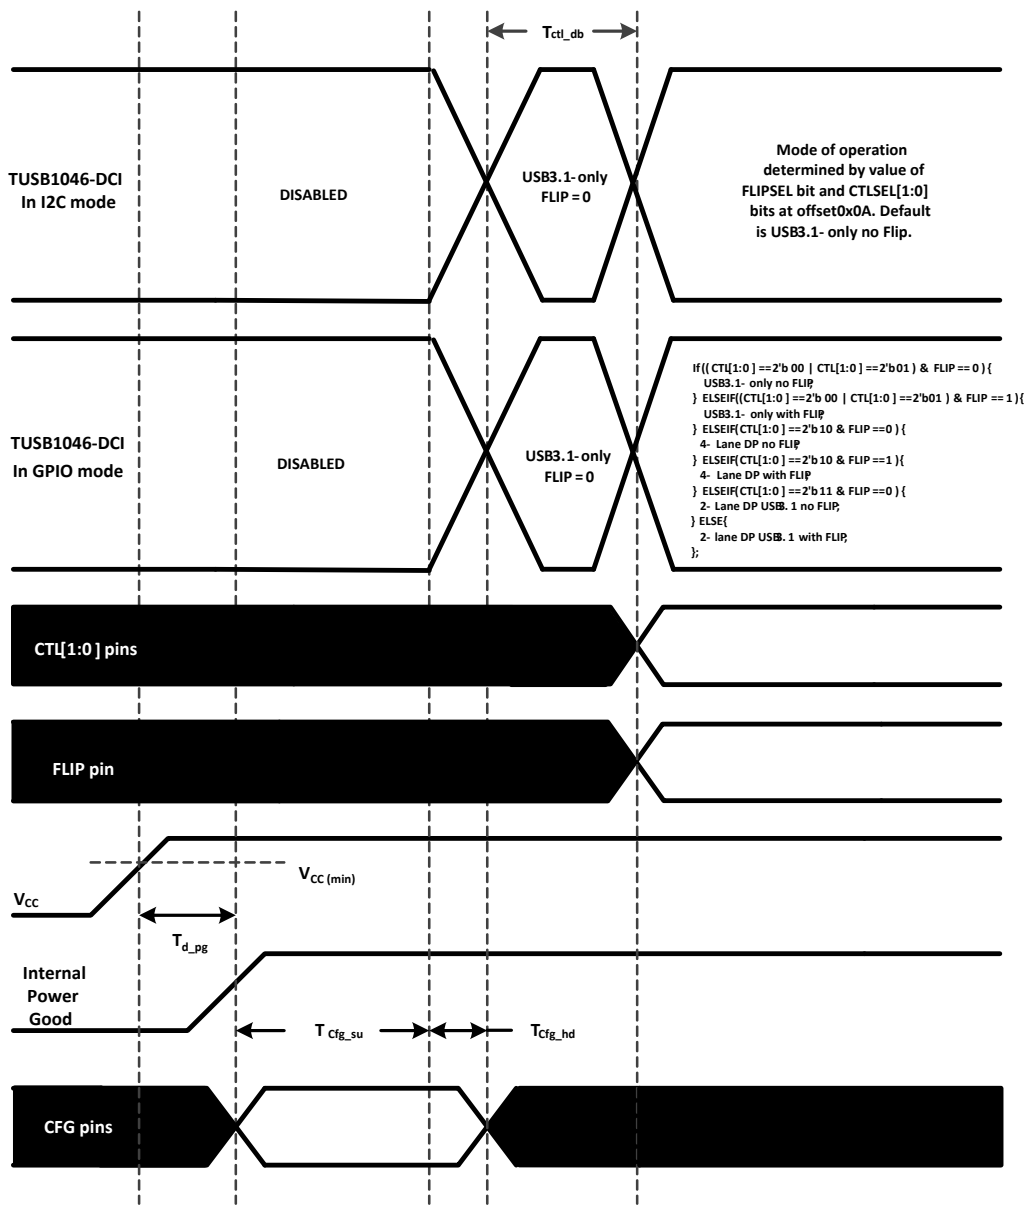 Tctl_db
TUSB1046-DCI
In I2C mode
DISABLED
USB3.1- only
FLIP = 0
Mode of operation
determined by value of
FLIPSEL bit and CTLSEL[1:0]
bits at offset0x0A. Default
is USB3.1- only no Flip.
TUSB1046-DCI
In GPIO mode
DISABLED
USB3.1- only
FLIP = 0
If (( CTL[1:0 ] ==2'b 00 | CTL[1:0 ] ==2'b01 ) & FLIP == 0 ) {
USB3.1- only no FLIP;
} ELSEIF((CTL[1:0 ] ==2'b 00 | CTL[1:0 ] ==2'b01 ) & FLIP == 1 ){
USB3.1- only with FLIP;
} ELSEIF(CTL[1:0 ] ==2'b 10 & FLIP ==0 ) {
4- Lane DP no FLIP;
} ELSEIF(CTL[1:0 ] ==2'b 10 & FLIP ==1 ){
4- Lane DP with FLIP;
} ELSEIF(CTL[1:0 ] ==2'b 11 & FLIP ==0 ) {
2- Lane DP USB3. 1 no FLIP;
} ELSE{
2- lane DP USB3. 1 with FLIP;
};
CTL[1:0 ] pins
FLIP pin
VCC (min)
VCC
Td_pg
Internal
Power
Good
TCfg_su
TCfg_hd
CFG pins